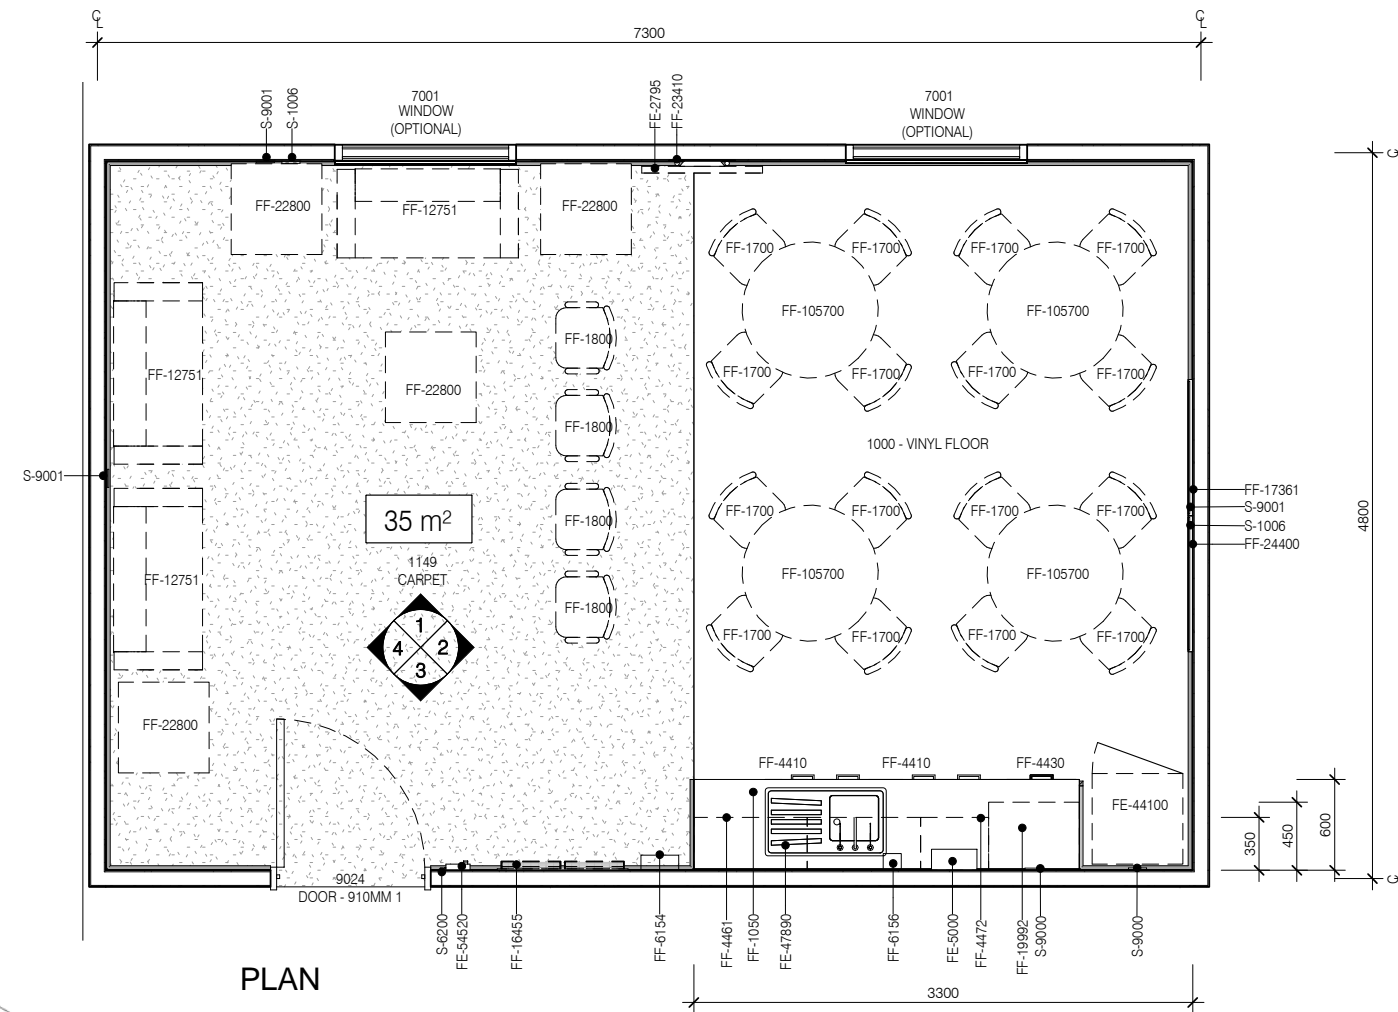 ℄
℄
7300
S-9001
S-1006
7001
WINDOW
(OPTIONAL)
FE-2795
FF-23410
7001
WINDOW
(OPTIONAL)
FF-22800
FF-12751
FF-22800
FF-1700
FF-1700
FF-1700
FF-1700
FF-105700
FF-105700
FF-1800
FF-12751
FF-22800
FF-1700
FF-1700
FF-1700
FF-1700
FF-1800
1000 - VINYL FLOOR
S-9001
FF-17361
S-9001
S-1006
FF-24400
4800
35 m²
FF-1800
FF-1700
FF-1700
FF-1700
FF-1700
1149
CARPET
FF-12751
FF-105700
FF-105700
FF-1800
1
4 2
3
FF-1700
FF-1700
FF-1700
FF-1700
FF-22800
FF-4410
FF-4410
FF-4430
FE-44100
350
450
600
9024
DOOR - 910MM 1
S-6200
FE-54520
FF-16455
FF-6154
FF-4461
FF-1050
FE-47890
FF-6156
FE-5000
FF-4472
FF-19992
S-9000
S-9000
PLAN
3300